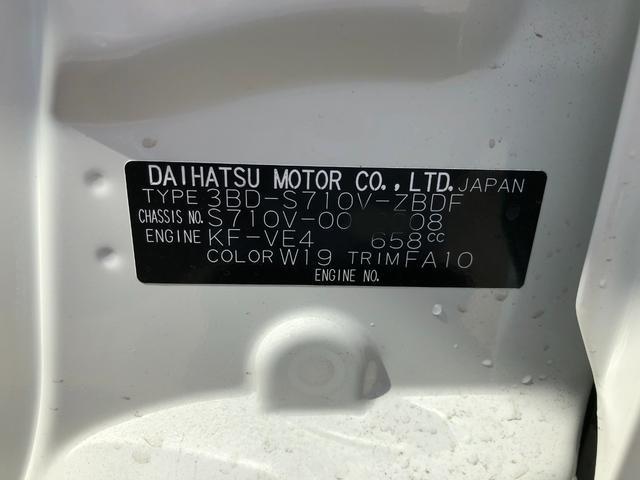 DAIHATSU MOTOR CO., LTD. JAPAN
TYPE 3BD-S710V-ZBDF
CHASSIS NO. S710V-00 08
ENGINE KF-VE4 658cc
COLOR W19 TRIM FA10
ENGINE NO.